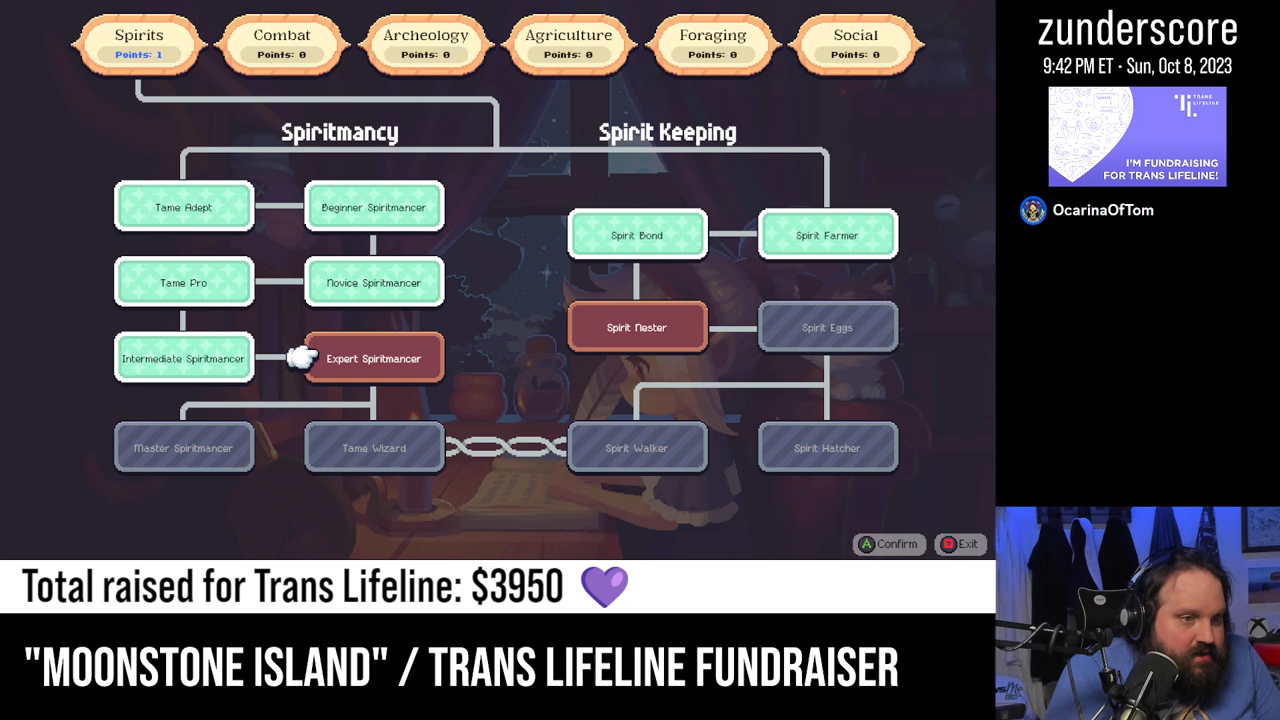 Spirits
Points: 1
Combat
Points: 0
Archeology
Points: 0
Agriculture
Points: 0
Foraging
Points: 0
Social
Points: 0
Spiritmancy
Spirit Keeping
Tame Adept
Beginner Spiritmancer
Spirit Bond
Spirit Farmer
Tame Pro
Novice Spiritmancer
Spirit Nester
Spirit Eggs
Intermediate Spiritmancer
Expert Spiritmancer
Master Spiritmancer
Tame Wizard
Spirit Walker
Spirit Hatcher
A Confirm
Exit
Total raised for Trans Lifeline: $3950
"MOONSTONE ISLAND" / TRANS LIFELINE FUNDRAISER
zunderscore
9:42 PM ET · Sun, Oct 8, 2023
TRANS
LIFELINE
I'M FUNDRAISING
FOR TRANS LIFELINE!
OcarinaOfTom